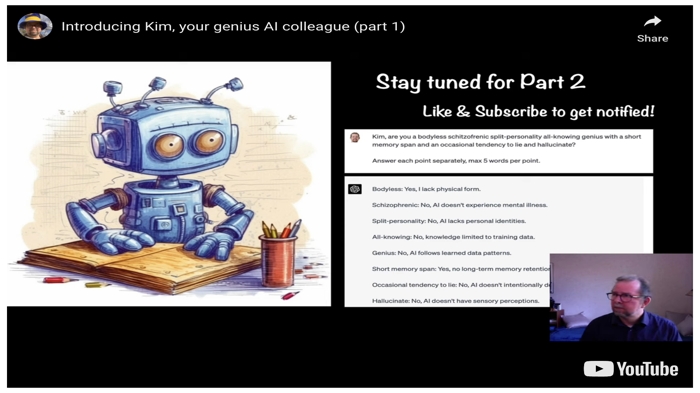 Introducing Kim, your genius AI colleague (part 1)
Share
Stay tuned for Part 2
Like & Subscribe to get notified!
Kim, are you a bodyless schitzofrenic split-personality all-knowing genius with a short
memory span and an occasional tendency to lie and hallucinate?
Answer each point separately, max 5 words per point.
Bodyless: Yes, I lack physical form.
Schizophrenic: No, AI doesn't experience mental illness.
Split-personality: No, AI lacks personal identities.
All-knowing: No, knowledge limited to training data.
Genius: No, AI follows learned data patterns.
Short memory span: Yes, no long-term memory
Occasional tendency to lie: No, AI doesn't intentionally
Hallucinate: No, AI doesn't have sensory perceptions.
YouTube